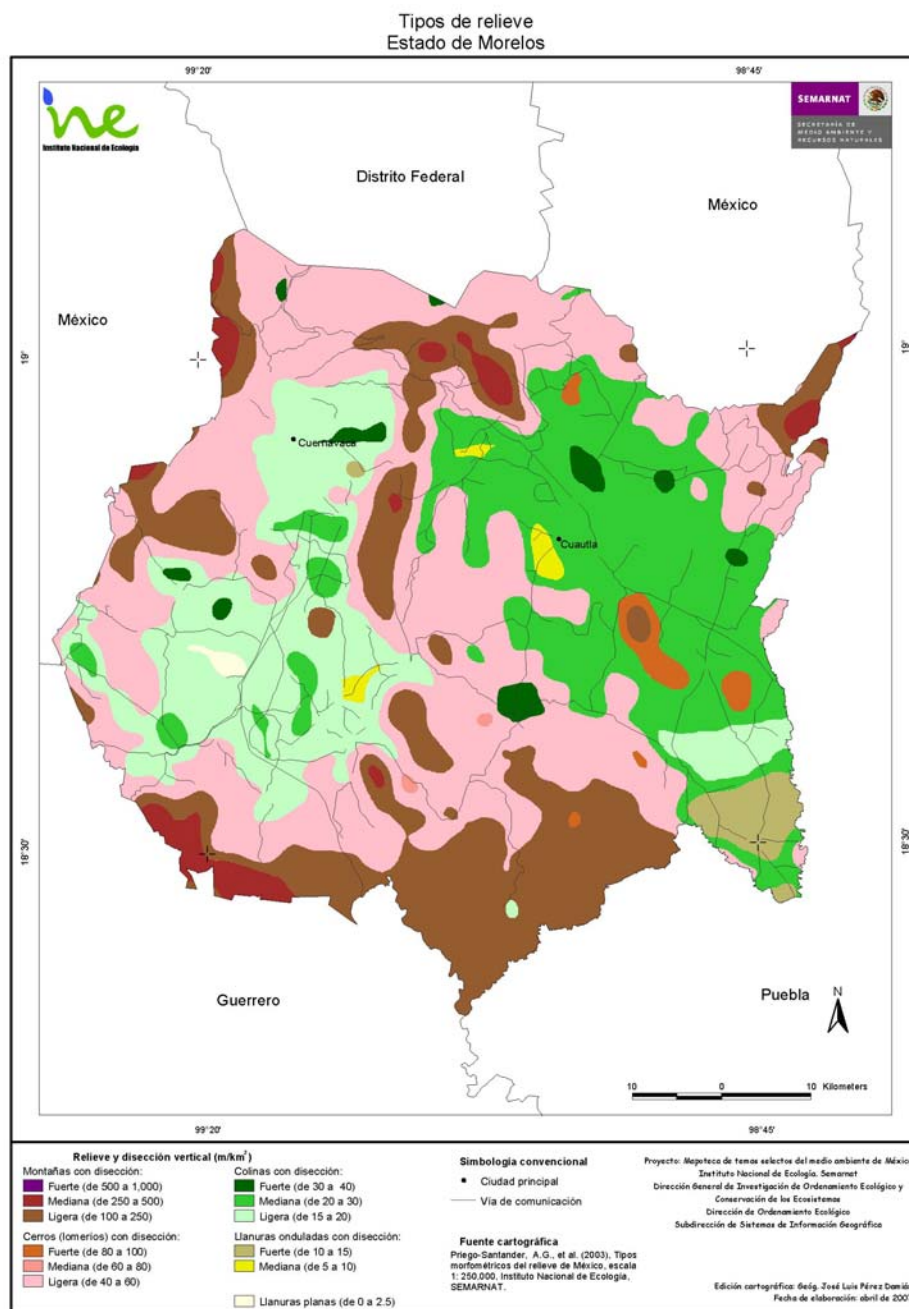 Tipos de relieve
Estado de Morelos
99°20'
98°45'
ine
Instituto Nacional de Ecología
SEMARNAT
SECRETARÍA DE
MEDIO AMBIENTE Y
RECURSOS NATURALES
Distrito Federal
México
México
19°
19°
Cuernavaca
Cuautla
18°30'
18°30'
Guerrero
Puebla
N
10 0 10 Kilometers
99°20'
98°45'
Relieve y disección vertical (m/km²)
Montañas con disección:
Fuerte (de 500 a 1,000)
Mediana (de 250 a 500)
Ligera (de 100 a 250)
Cerros (lomerios) con disección:
Fuerte (de 80 a 100)
Mediana (de 60 a 80)
Ligera (de 40 a 60)
Colinas con disección:
Fuerte (de 30 a 40)
Mediana (de 20 a 30)
Ligera (de 15 a 20)
Llanuras onduladas con disección:
Fuerte (de 10 a 15)
Mediana (de 5 a 10)
Llanuras planas (de 0 a 2.5)
Simbología convencional
Ciudad principal
Vía de comunicación
Fuente cartográfica
Priego-Santander, A.G., et al. (2003), Tipos
morfométricos del relieve de México, escala
1: 250,000. Instituto Nacional de Ecología,
SEMARNAT.
Proyecto: Mapoteca de temas selectos del medio ambiente de México
Instituto Nacional de Ecología. Semarnat
Dirección General de Investigación de Ordenamiento Ecológico y
Conservación de los Ecosistemas
Dirección de Ordenamiento Ecológico
Subdirección de Sistemas de Información Geográfica
Edición cartográfica: Geóg. José Luis Pérez Damián
Fecha de elaboración: abril de 2007